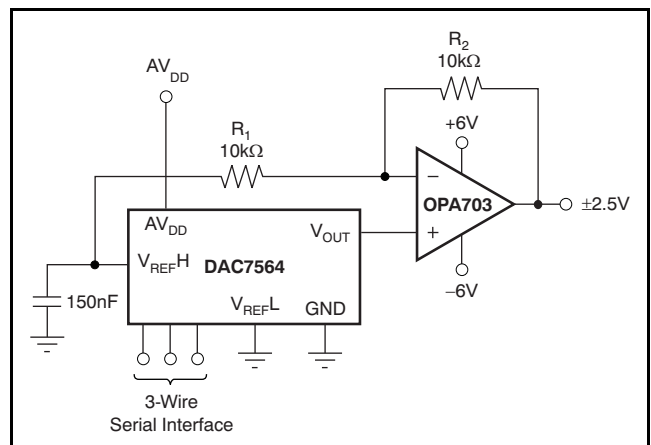 R2
10kΩ
AVDD
R1
10kΩ
+6V
−
OPA703
±2.5V
+
−6V
AVDD
VOUT
VREFH
DAC7564
VREFL
GND
150nF
3-Wire
Serial Interface